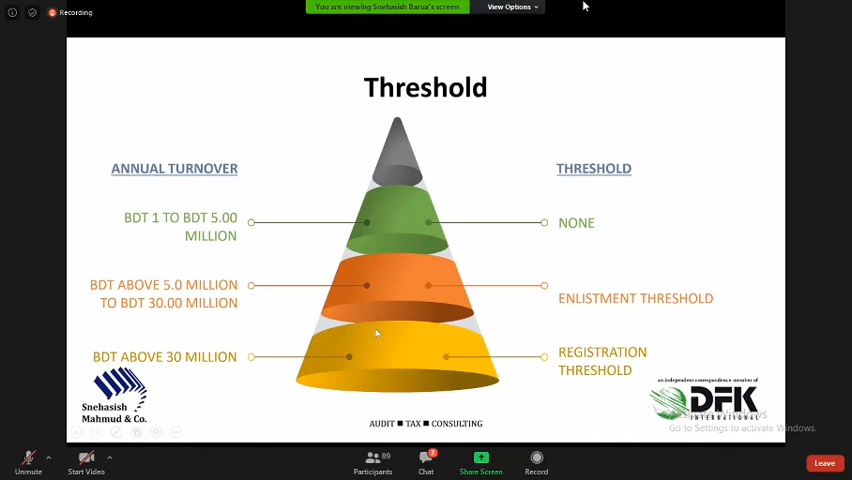 Recording
You are viewing Snehasish Barua's screen
View Options
Threshold
ANNUAL TURNOVER
THRESHOLD
BDT 1 TO BDT 5.00
MILLION
NONE
BDT ABOVE 5.0 MILLION
TO BDT 30.00 MILLION
ENLISTMENT THRESHOLD
BDT ABOVE 30 MILLION
REGISTRATION
THRESHOLD
Snehasish
Mahmud & Co.
an independent correspondence member of
DFK
INTERNATIONAL
Windows
Go to Settings to activate Windows.
AUDIT ■ TAX ■ CONSULTING
Unmute
Start Video
89
Participants
2
Chat
Share Screen
Record
Leave